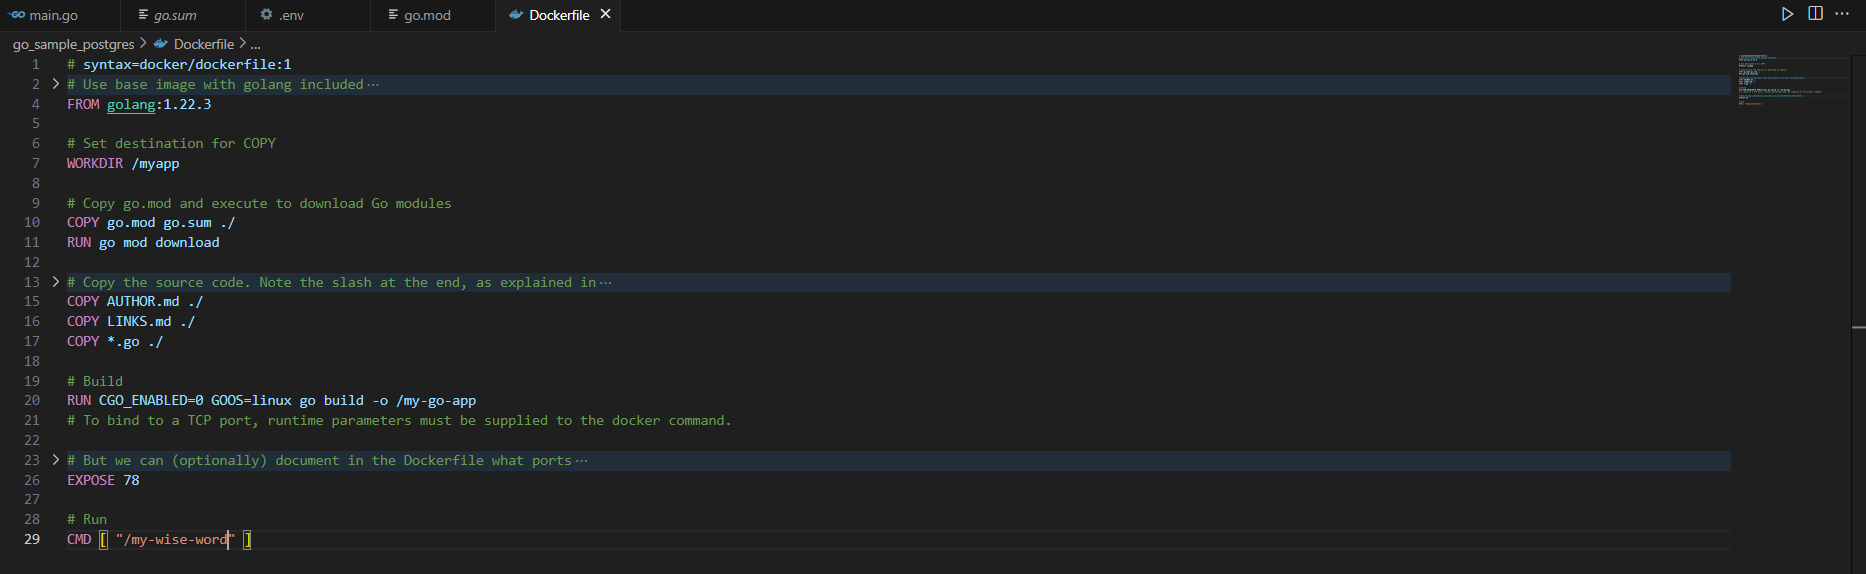 main.go go.sum .env go.mod Dockerfile
go_sample_postgres > Dockerfile > ...
1 # syntax=docker/dockerfile:1
2 # Use base image with golang included ...
4 FROM golang:1.22.3
5
6 # Set destination for COPY
7 WORKDIR /myapp
8
9 # Copy go.mod and execute to download Go modules
10 COPY go.mod go.sum ./
11 RUN go mod download
12
13 # Copy the source code. Note the slash at the end, as explained in ...
15 COPY AUTHOR.md ./
16 COPY LINKS.md ./
17 COPY *.go ./
18
19 # Build
20 RUN CGO_ENABLED=0 GOOS=linux go build -o /my-go-app
21 # To bind to a TCP port, runtime parameters must be supplied to the docker command.
22
23 # But we can (optionally) document in the Dockerfile what ports ...
26 EXPOSE 78
27
28 # Run
29 CMD [ "/my-wise-word" ]